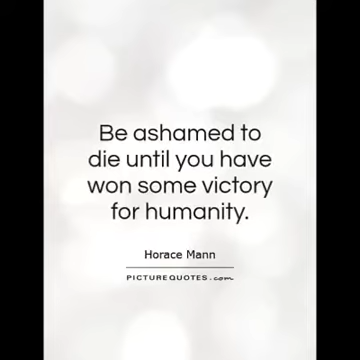 Be ashamed to
die until you have
won some victory
for humanity.
Horace Mann
PICTUREQUOTES.com